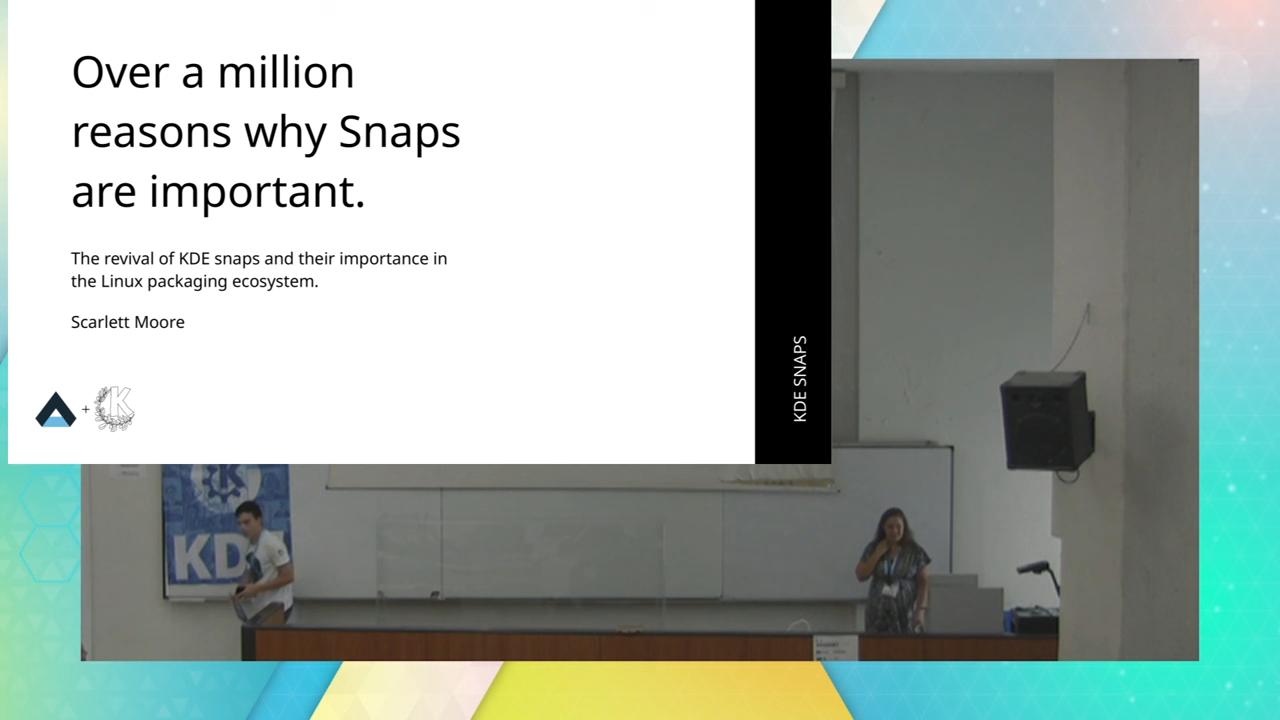 Over a million
reasons why Snaps
are important.
The revival of KDE snaps and their importance in
the Linux packaging ecosystem.
Scarlett Moore
+
KDE SNAPS